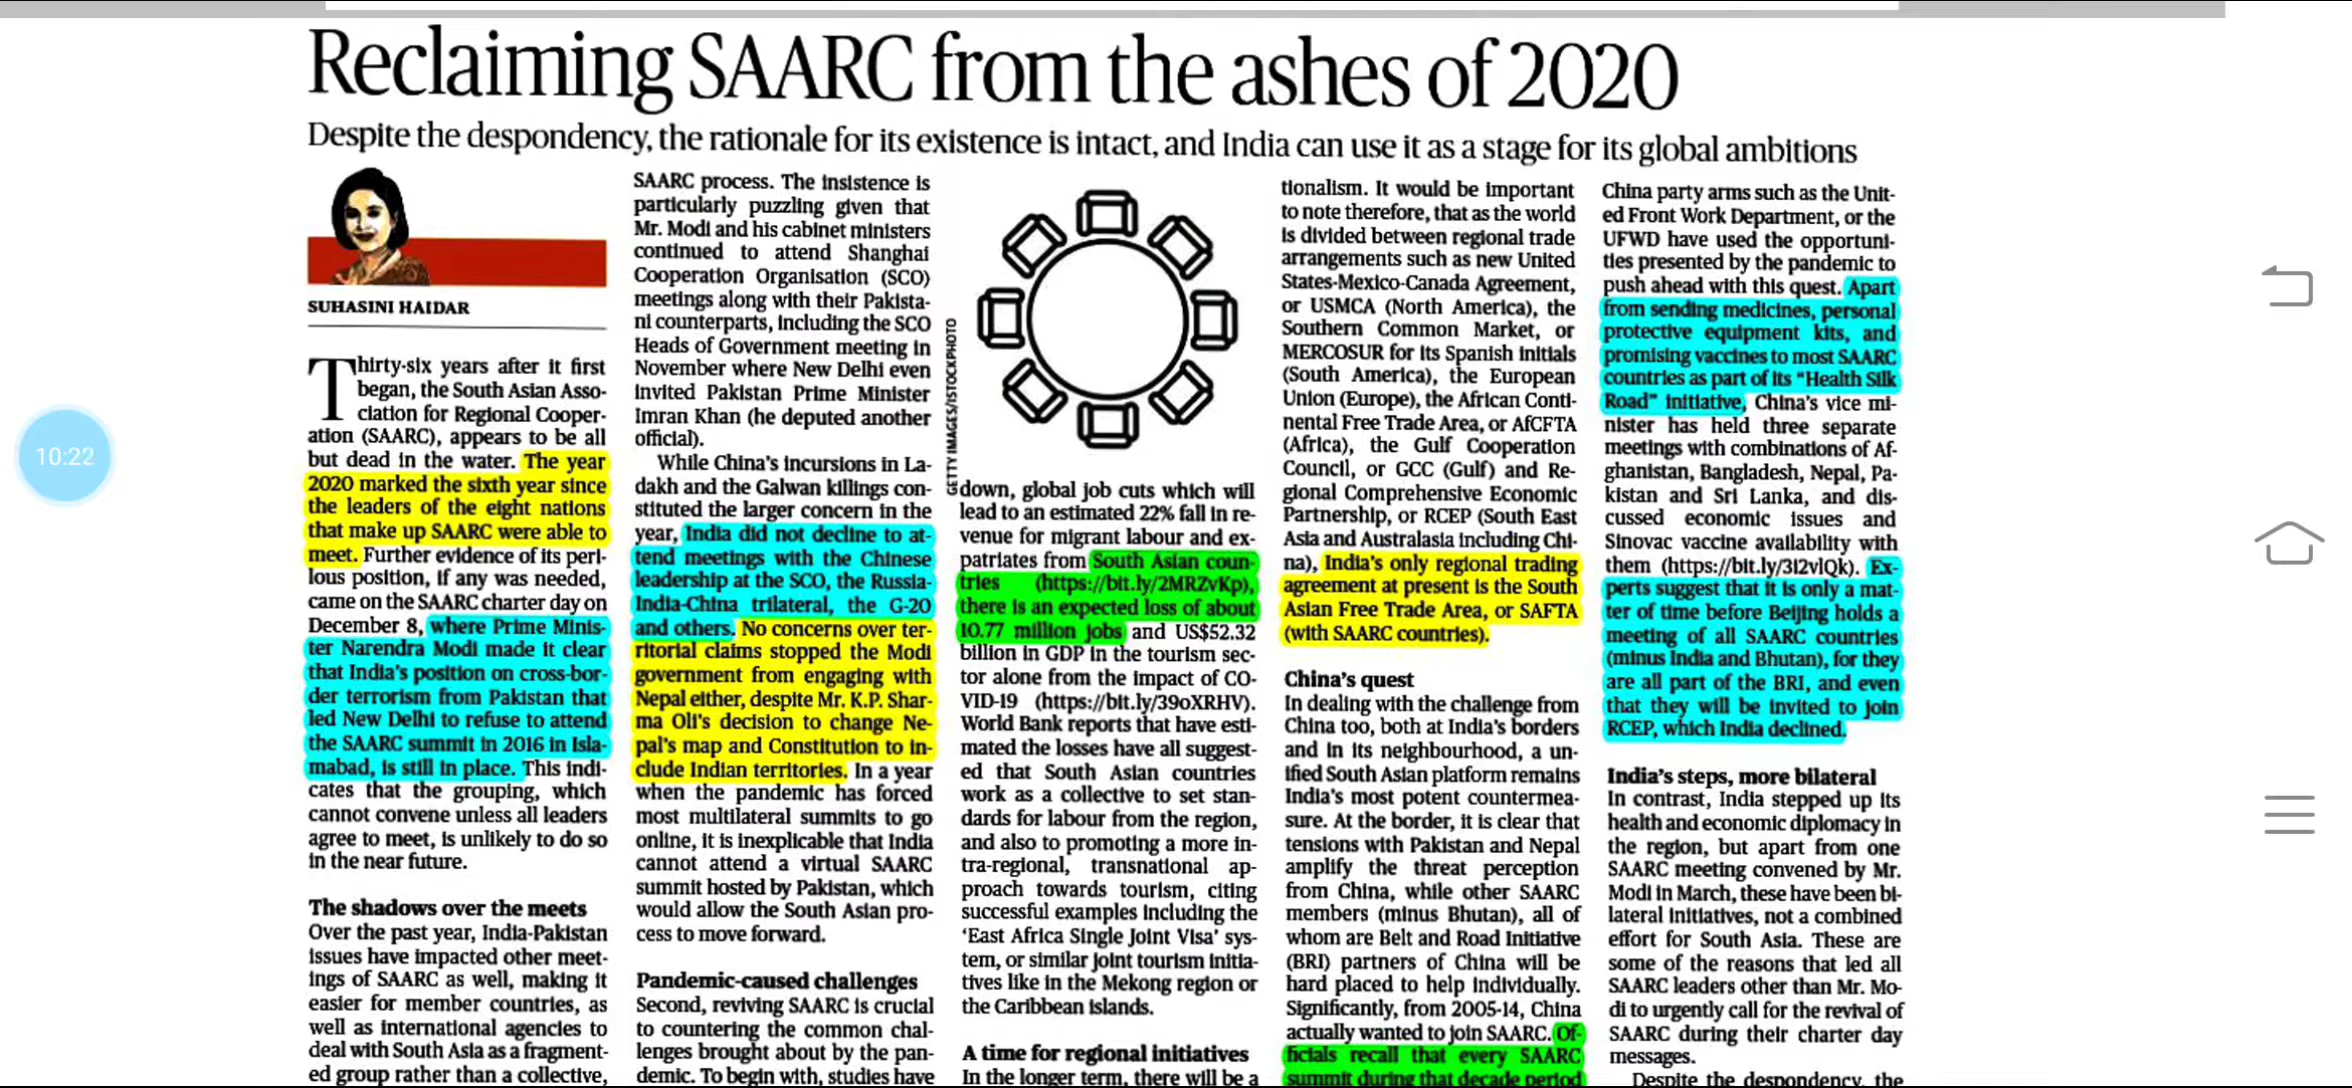 Reclaiming SAARC from the ashes of 2020
Despite the despondency, the rationale for its existence is intact, and India can use it as a stage for its global ambitions
SUHASINI HAIDAR
Thirty-six years after it first
began, the South Asian Asso-
ciation for Regional Cooper-
ation (SAARC), appears to be all
but dead in the water. The year
2020 marked the sixth year since
the leaders of the eight nations
that make up SAARC were able to
meet. Further evidence of its peri-
lous position, if any was needed,
came on the SAARC charter day on
December 8, where Prime Minis-
ter Narendra Modi made it clear
that India's position on cross-bor-
der terrorism from Pakistan that
led New Delhi to refuse to attend
the SAARC summit in 2016 in Isla-
mabad, is still in place. This indi-
cates that the grouping, which
cannot convene unless all leaders
agree to meet, is unlikely to do so
in the near future.
The shadows over the meets
Over the past year, India-Pakistan
issues have impacted other meet-
ings of SAARC as well, making it
easier for member countries, as
well as international agencies to
deal with South Asia as a fragment-
ed group rather than a collective,
SAARC process. The insistence is
particularly puzzling given that
Mr. Modi and his cabinet ministers
continued to attend Shanghai
Cooperation Organisation (SCO)
meetings along with their Pakista-
ni counterparts, including the SCO
Heads of Government meeting in
November where New Delhi even
invited Pakistan Prime Minister
Imran Khan (he deputed another
official).
While China's incursions in La-
dakh and the Galwan killings con-
stituted the larger concern in the
year, India did not decline to at-
tend meetings with the Chinese
leadership at the SCO, the Russia-
India-China trilateral, the G-20
and others. No concerns over ter-
ritorial claims stopped the Modi
government from engaging with
Nepal either, despite Mr. K.P. Shar-
ma Oli's decision to change Ne-
pal's map and Constitution to in-
clude Indian territories. In a year
when the pandemic has forced
most multilateral summits to go
online, it is inexplicable that India
cannot attend a virtual SAARC
summit hosted by Pakistan, which
would allow the South Asian pro-
cess to move forward.
Pandemic-caused challenges
Second, reviving SAARC is crucial
to countering the common chal-
lenges brought about by the pan-
demic. To begin with, studies have
GETTY IMAGES/ISTOCKPHOTO
down, global job cuts which will
lead to an estimated 22% fall in re-
venue for migrant labour and ex-
patriates from South Asian coun-
tries (https://bit.ly/2MRZvKp),
there is an expected loss of about
10.77 million jobs and US$52.32
billion in GDP in the tourism sec-
tor alone from the impact of CO-
VID-19 (https://bit.ly/39oXRHV).
World Bank reports that have esti-
mated the losses have all suggest-
ed that South Asian countries
work as a collective to set stan-
dards for labour from the region,
and also to promoting a more in-
tra-regional, transnational ap-
proach towards tourism, citing
successful examples including the
'East Africa Single Joint Visa' sys-
tem, or similar joint tourism initia-
tives like in the Mekong region or
the Caribbean islands.
A time for regional initiatives
In the longer term, there will be a
tionalism. It would be important
to note therefore, that as the world
is divided between regional trade
arrangements such as new United
States-Mexico-Canada Agreement,
or USMCA (North America), the
Southern Common Market, or
MERCOSUR for its Spanish initials
(South America), the European
Union (Europe), the African Conti-
nental Free Trade Area, or AfCFTA
(Africa), the Gulf Cooperation
Council, or GCC (Gulf) and Re-
gional Comprehensive Economic
Partnership, or RCEP (South East
Asia and Australasia including Chi-
na), India's only regional trading
agreement at present is the South
Asian Free Trade Area, or SAFTA
(with SAARC countries).
China's quest
In dealing with the challenge from
China too, both at India's borders
and in its neighbourhood, a un-
ified South Asian platform remains
India's most potent countermea-
sure. At the border, it is clear that
tensions with Pakistan and Nepal
amplify the threat perception
from China, while other SAARC
members (minus Bhutan), all of
whom are Belt and Road Initiative
(BRI) partners of China will be
hard placed to help individually.
Significantly, from 2005-14, China
actually wanted to join SAARC. Of-
ficials recall that every SAARC
summit during that decade period
China party arms such as the Unit-
ed Front Work Department, or the
UFWD have used the opportuni-
ties presented by the pandemic to
push ahead with this quest. Apart
from sending medicines, personal
protective equipment kits, and
promising vaccines to most SAARC
countries as part of its "Health Silk
Road" initiative, China's vice mi-
nister has held three separate
meetings with combinations of Af-
ghanistan, Bangladesh, Nepal, Pa-
kistan and Sri Lanka, and dis-
cussed economic issues and
Sinovac vaccine availability with
them (https://bit.ly/3l2vlQk). Ex-
perts suggest that it is only a mat-
ter of time before Beijing holds a
meeting of all SAARC countries
(minus India and Bhutan), for they
are all part of the BRI, and even
that they will be invited to join
RCEP, which India declined.
India's steps, more bilateral
In contrast, India stepped up its
health and economic diplomacy in
the region, but apart from one
SAARC meeting convened by Mr.
Modi in March, these have been bi-
lateral initiatives, not a combined
effort for South Asia. These are
some of the reasons that led all
SAARC leaders other than Mr. Mo-
di to urgently call for the revival of
SAARC during their charter day
messages.
Despite the despondency, the
10:22